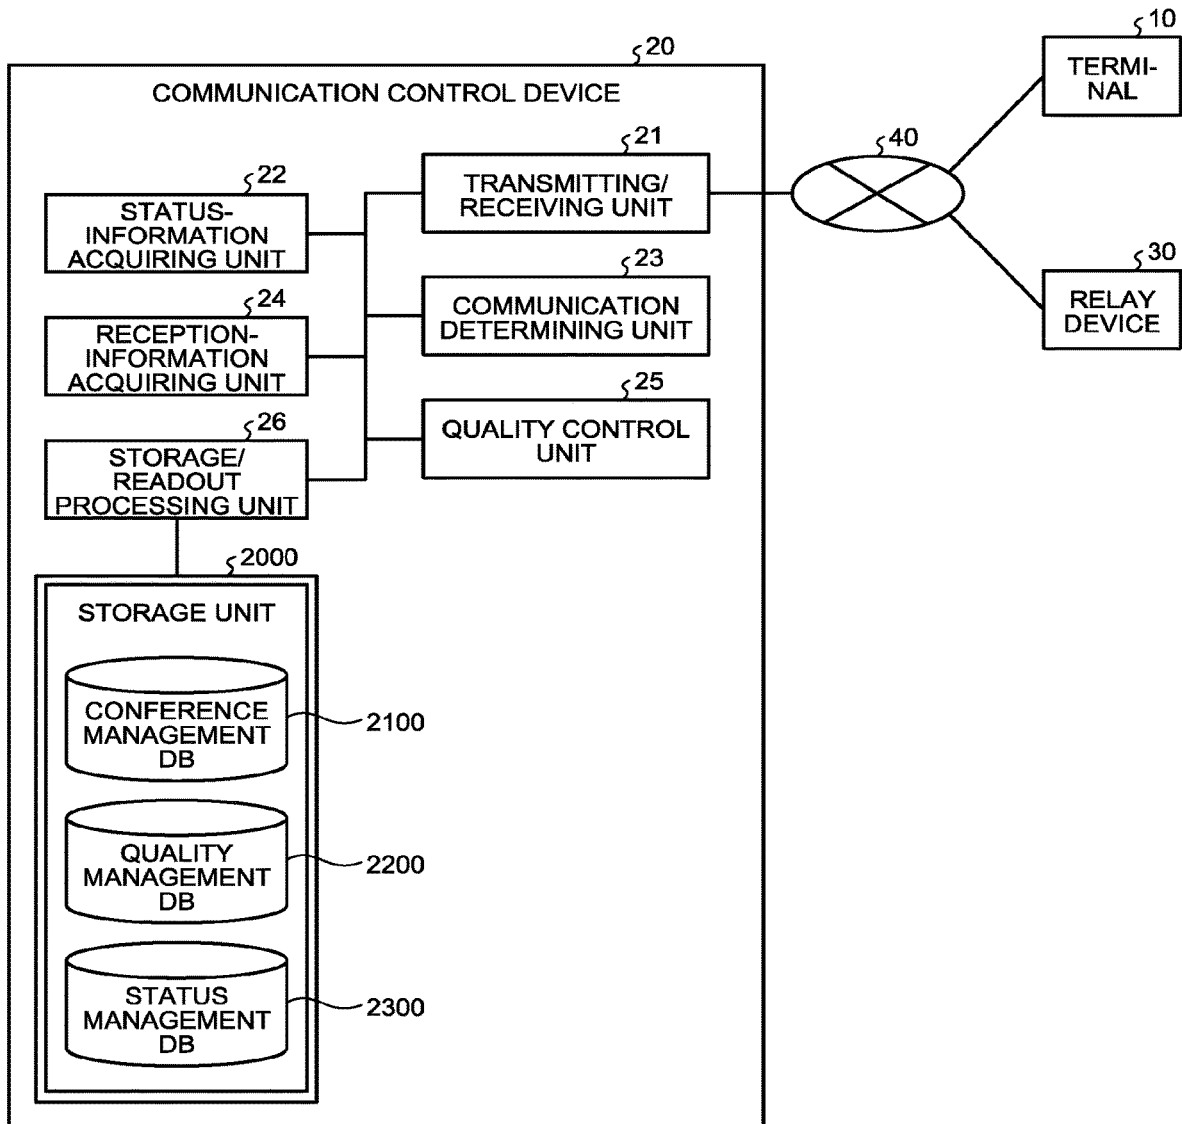 20
COMMUNICATION CONTROL DEVICE
10
TERMI-
NAL
40
30
RELAY
DEVICE
21
TRANSMITTING/
RECEIVING UNIT
22
STATUS-
INFORMATION
ACQUIRING UNIT
23
COMMUNICATION
DETERMINING UNIT
24
RECEPTION-
INFORMATION
ACQUIRING UNIT
25
QUALITY CONTROL
UNIT
26
STORAGE/
READOUT
PROCESSING UNIT
2000
STORAGE UNIT
CONFERENCE
MANAGEMENT
DB
2100
QUALITY
MANAGEMENT
DB
2200
STATUS
MANAGEMENT
DB
2300